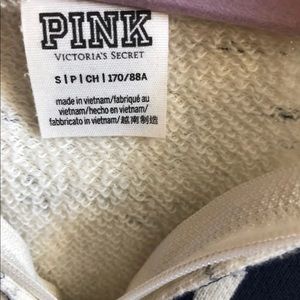 PINK
VICTORIA'S SECRET
S | P | CH | 170/88A
made in vietnam/fabriqué au
vietnam/hecho en vietnam/
fabbricato in vietnam/越南制造